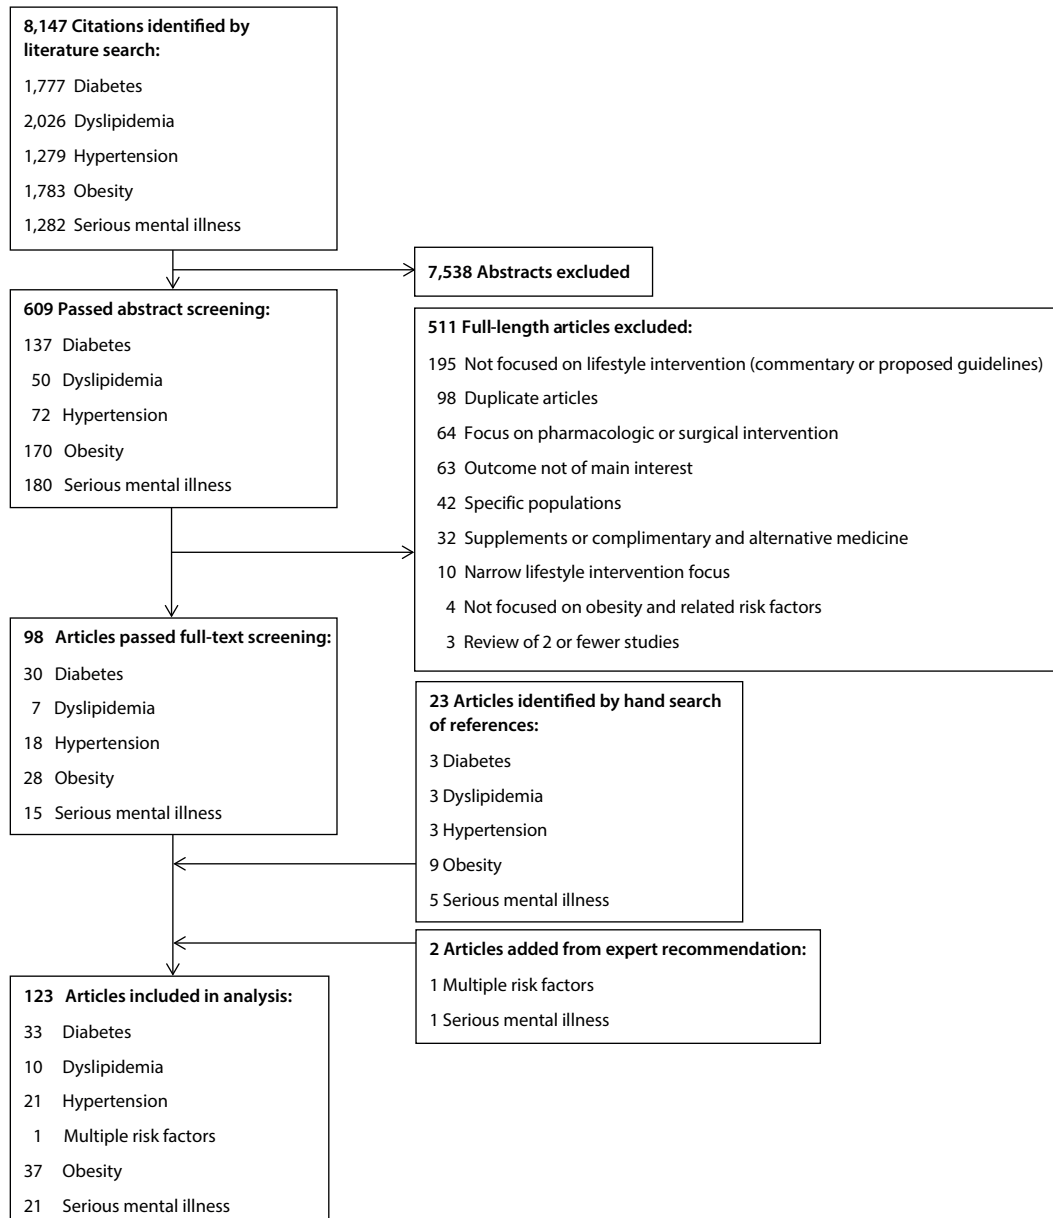 8,147 Citations identified by
literature search:
1,777 Diabetes
2,026 Dyslipidemia
1,279 Hypertension
1,783 Obesity
1,282 Serious mental illness
7,538 Abstracts excluded
609 Passed abstract screening:
137 Diabetes
50 Dyslipidemia
72 Hypertension
170 Obesity
180 Serious mental illness
511 Full-length articles excluded:
195 Not focused on lifestyle intervention (commentary or proposed guidelines)
98 Duplicate articles
64 Focus on pharmacologic or surgical intervention
63 Outcome not of main interest
42 Specific populations
32 Supplements or complimentary and alternative medicine
10 Narrow lifestyle intervention focus
4 Not focused on obesity and related risk factors
3 Review of 2 or fewer studies
98 Articles passed full-text screening:
30 Diabetes
7 Dyslipidemia
18 Hypertension
28 Obesity
15 Serious mental illness
23 Articles identified by hand search
of references:
3 Diabetes
3 Dyslipidemia
3 Hypertension
9 Obesity
5 Serious mental illness
2 Articles added from expert recommendation:
1 Multiple risk factors
1 Serious mental illness
123 Articles included in analysis:
33 Diabetes
10 Dyslipidemia
21 Hypertension
1 Multiple risk factors
37 Obesity
21 Serious mental illness